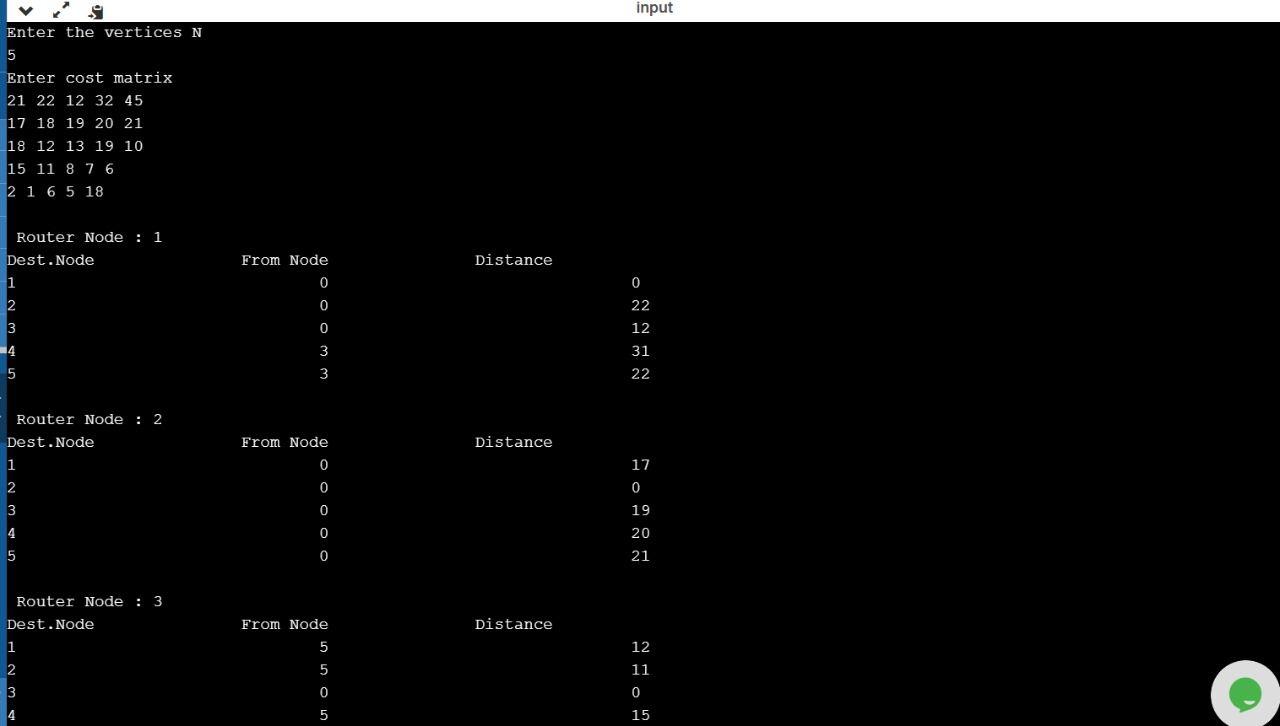 input
Enter the vertices N
5
Enter cost matrix
21 22 12 32 45
17 18 19 20 21
18 12 13 19 10
15 11 8 7 6
2 1 6 5 18
Router Node : 1
Dest.Node From Node Distance
1 0 0
2 0 22
3 0 12
4 3 31
5 3 22
Router Node : 2
Dest.Node From Node Distance
1 0 17
2 0 0
3 0 19
4 0 20
5 0 21
Router Node : 3
Dest.Node From Node Distance
1 5 12
2 5 11
3 0 0
4 5 15